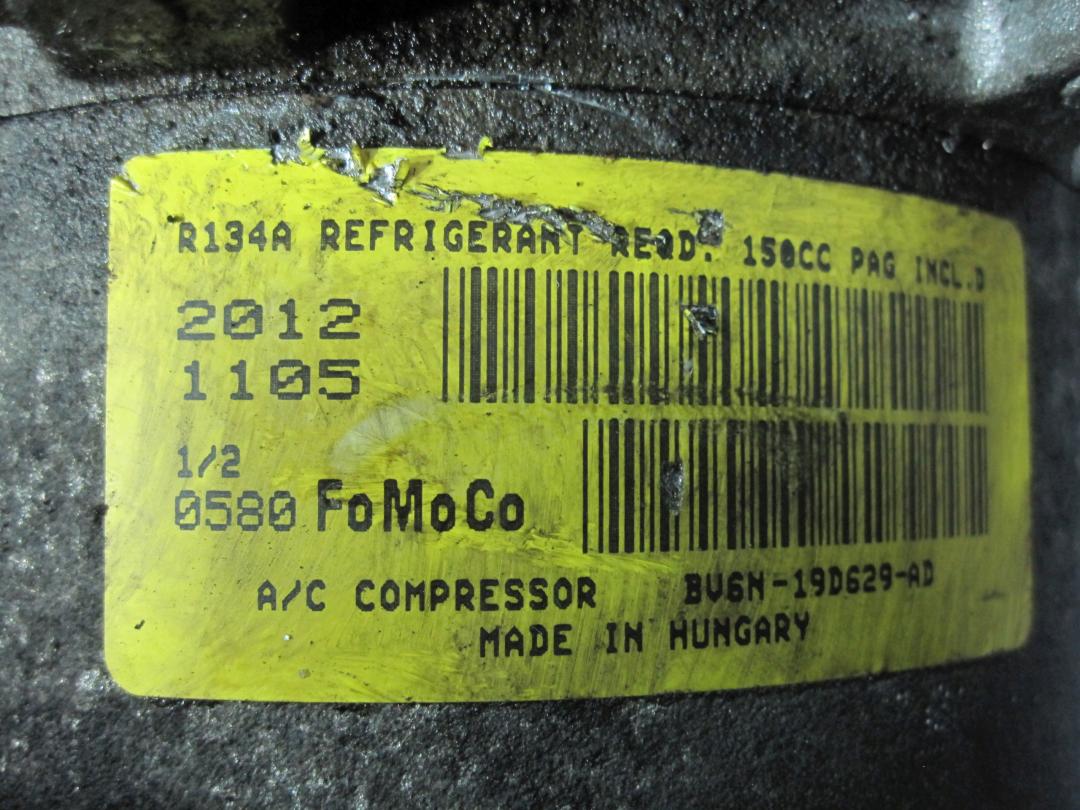 R134A REFRIGERANT REQD. 150CC PAG INCL.D
2012
1105
1/2
0580 FoMoCo
A/C COMPRESSOR BV6N-19D629-AD
MADE IN HUNGARY